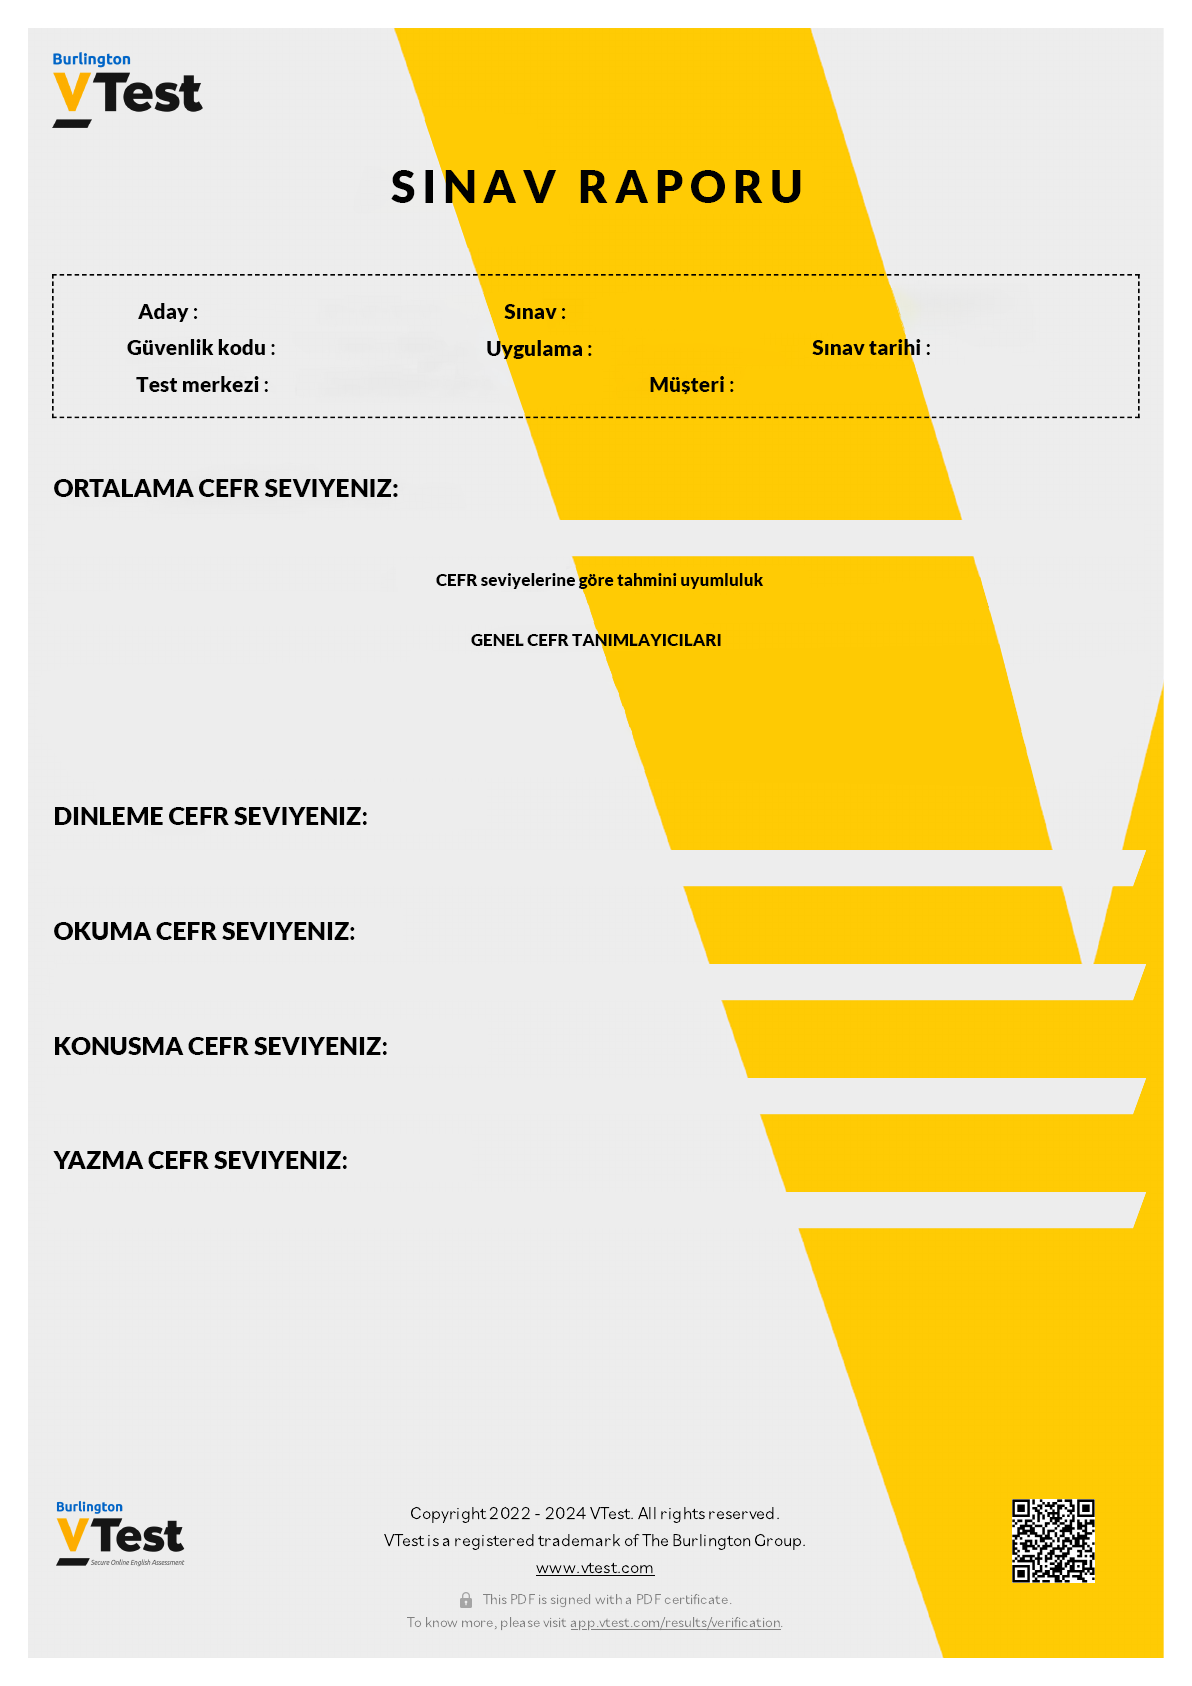 Burlington
VTest
SINAV RAPORU
Aday : Sınav :
Güvenlik kodu : Uygulama : Sınav tarihi :
Test merkezi : Müşteri :
ORTALAMA CEFR SEVIYENIZ:
CEFR seviyelerine göre tahmini uyumluluk
GENEL CEFR TANIMLAYICILARI
DINLEME CEFR SEVIYENIZ:
OKUMA CEFR SEVIYENIZ:
KONUSMA CEFR SEVIYENIZ:
YAZMA CEFR SEVIYENIZ:
Burlington
VTest
Secure Online English Assessment
Copyright 2022 - 2024 VTest. All rights reserved.
VTest is a registered trademark of The Burlington Group.
www.vtest.com
This PDF is signed with a PDF certificate.
To know more, please visit app.vtest.com/results/verification.